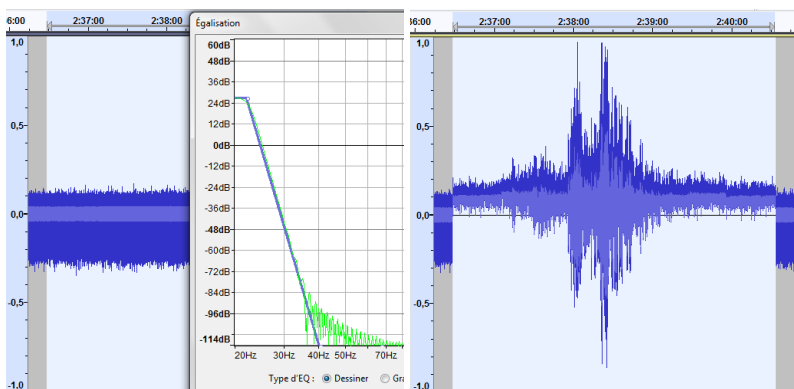 6:00 2:37:00 2:38:00
1,0
0,5-
0,0-
-0,5-
-1,0
Égalisation
60dB
48dB
36dB
24dB
12dB
0dB
-12dB
-24dB
-36dB
-48dB
-60dB
-72dB
-84dB
-96dB
-114dB
20Hz 30Hz 40Hz 50Hz 70Hz
Type d'EQ : Dessiner Gra
36:00 2:37:00 2:38:00 2:39:00 2:40:00
1,0
0,5-
0,0-
-0,5-
-1,0